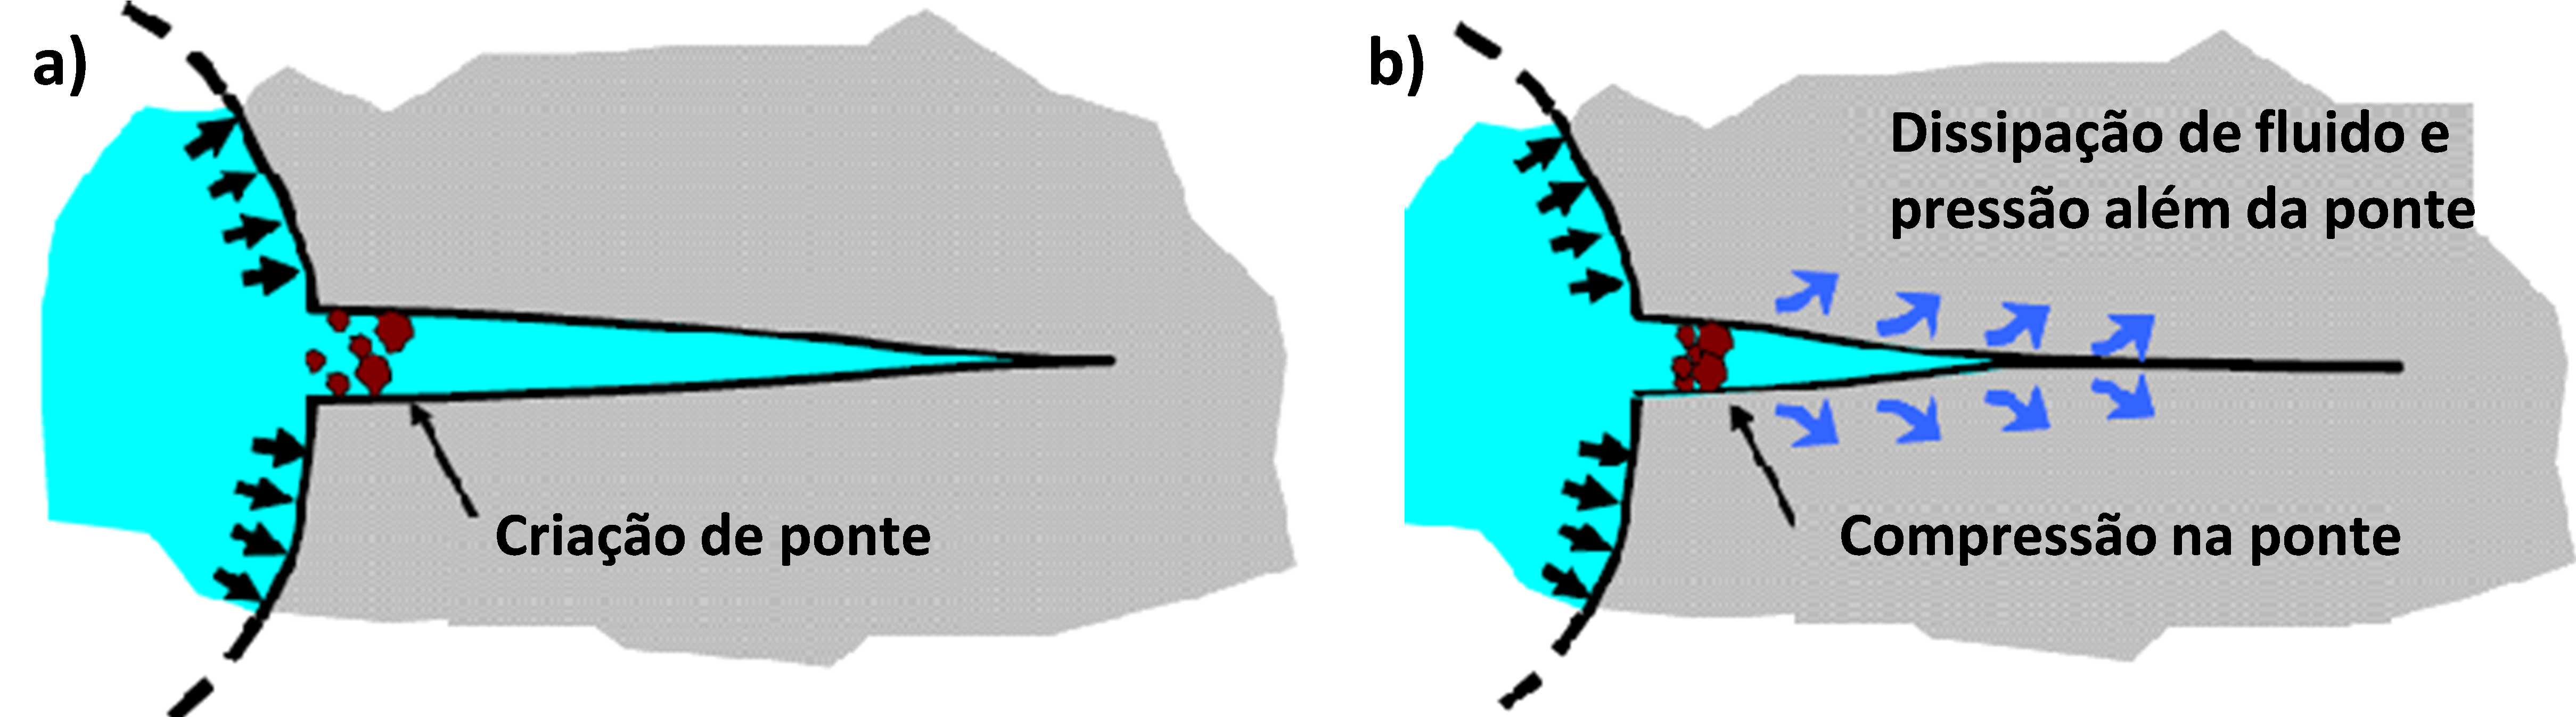 a)
Criação de ponte
b)
Dissipação de fluido e
pressão além da ponte
Compressão na ponte